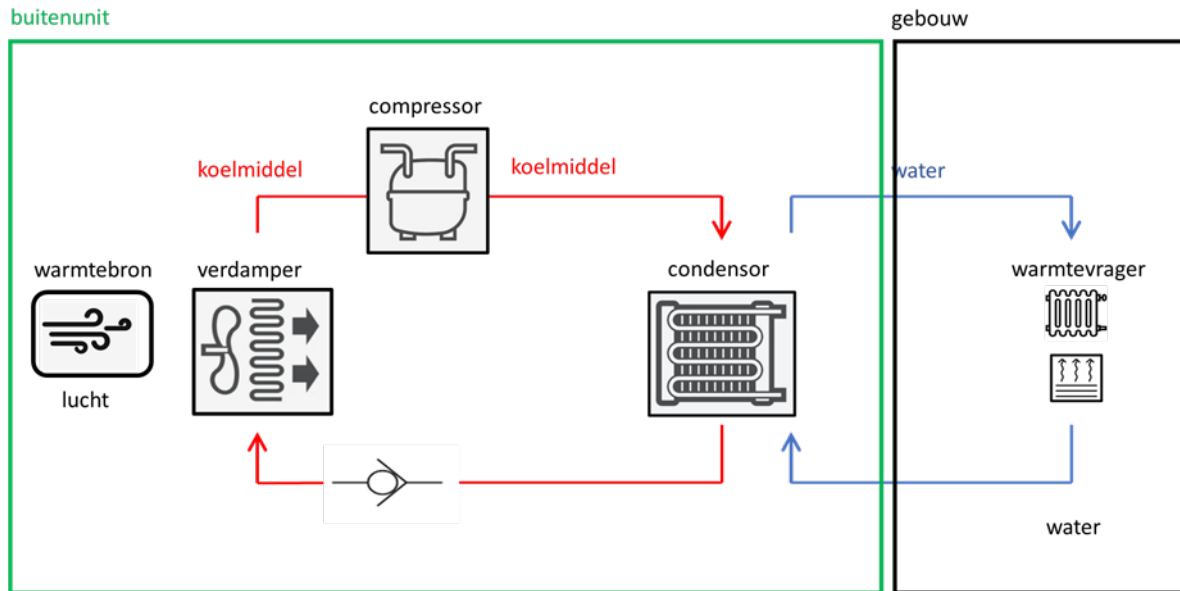 buitenunit
gebouw
compressor
koelmiddel
koelmiddel
water
warmtebron
verdamper
condensor
warmtevrager
lucht
water